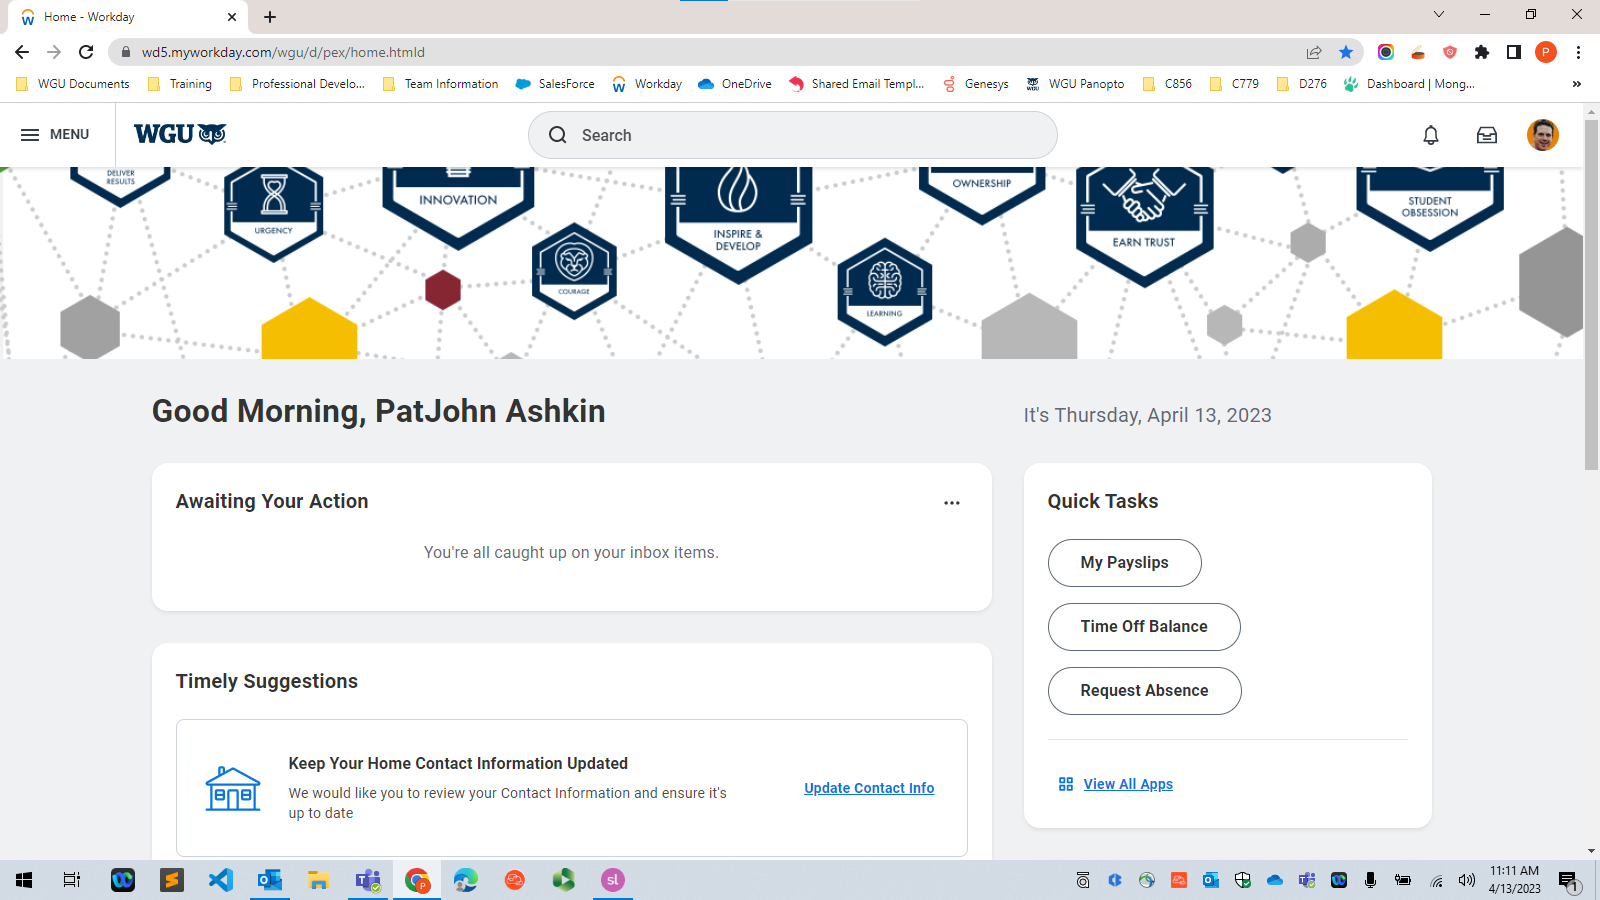 Home - Workday
wd5.myworkday.com/wgu/d/pex/home.htmld
P
WGU Documents
Training
Professional Develo...
Team Information
SalesForce
Workday
OneDrive
Shared Email Templ...
Genesys
WGU Panopto
C856
C779
D276
Dashboard | Mong...
»
MENU
WGU
Search
DELIVER
RESULTS
URGENCY
INNOVATION
COURAGE
INSPIRE &
DEVELOP
LEARNING
OWNERSHIP
EARN TRUST
STUDENT
OBSESSION
Good Morning, PatJohn Ashkin
It's Thursday, April 13, 2023
Awaiting Your Action
You're all caught up on your inbox items.
Quick Tasks
My Payslips
Time Off Balance
Request Absence
View All Apps
Timely Suggestions
Keep Your Home Contact Information Updated
We would like you to review your Contact Information and ensure it's
up to date
Update Contact Info
sl
11:11 AM
4/13/2023
1